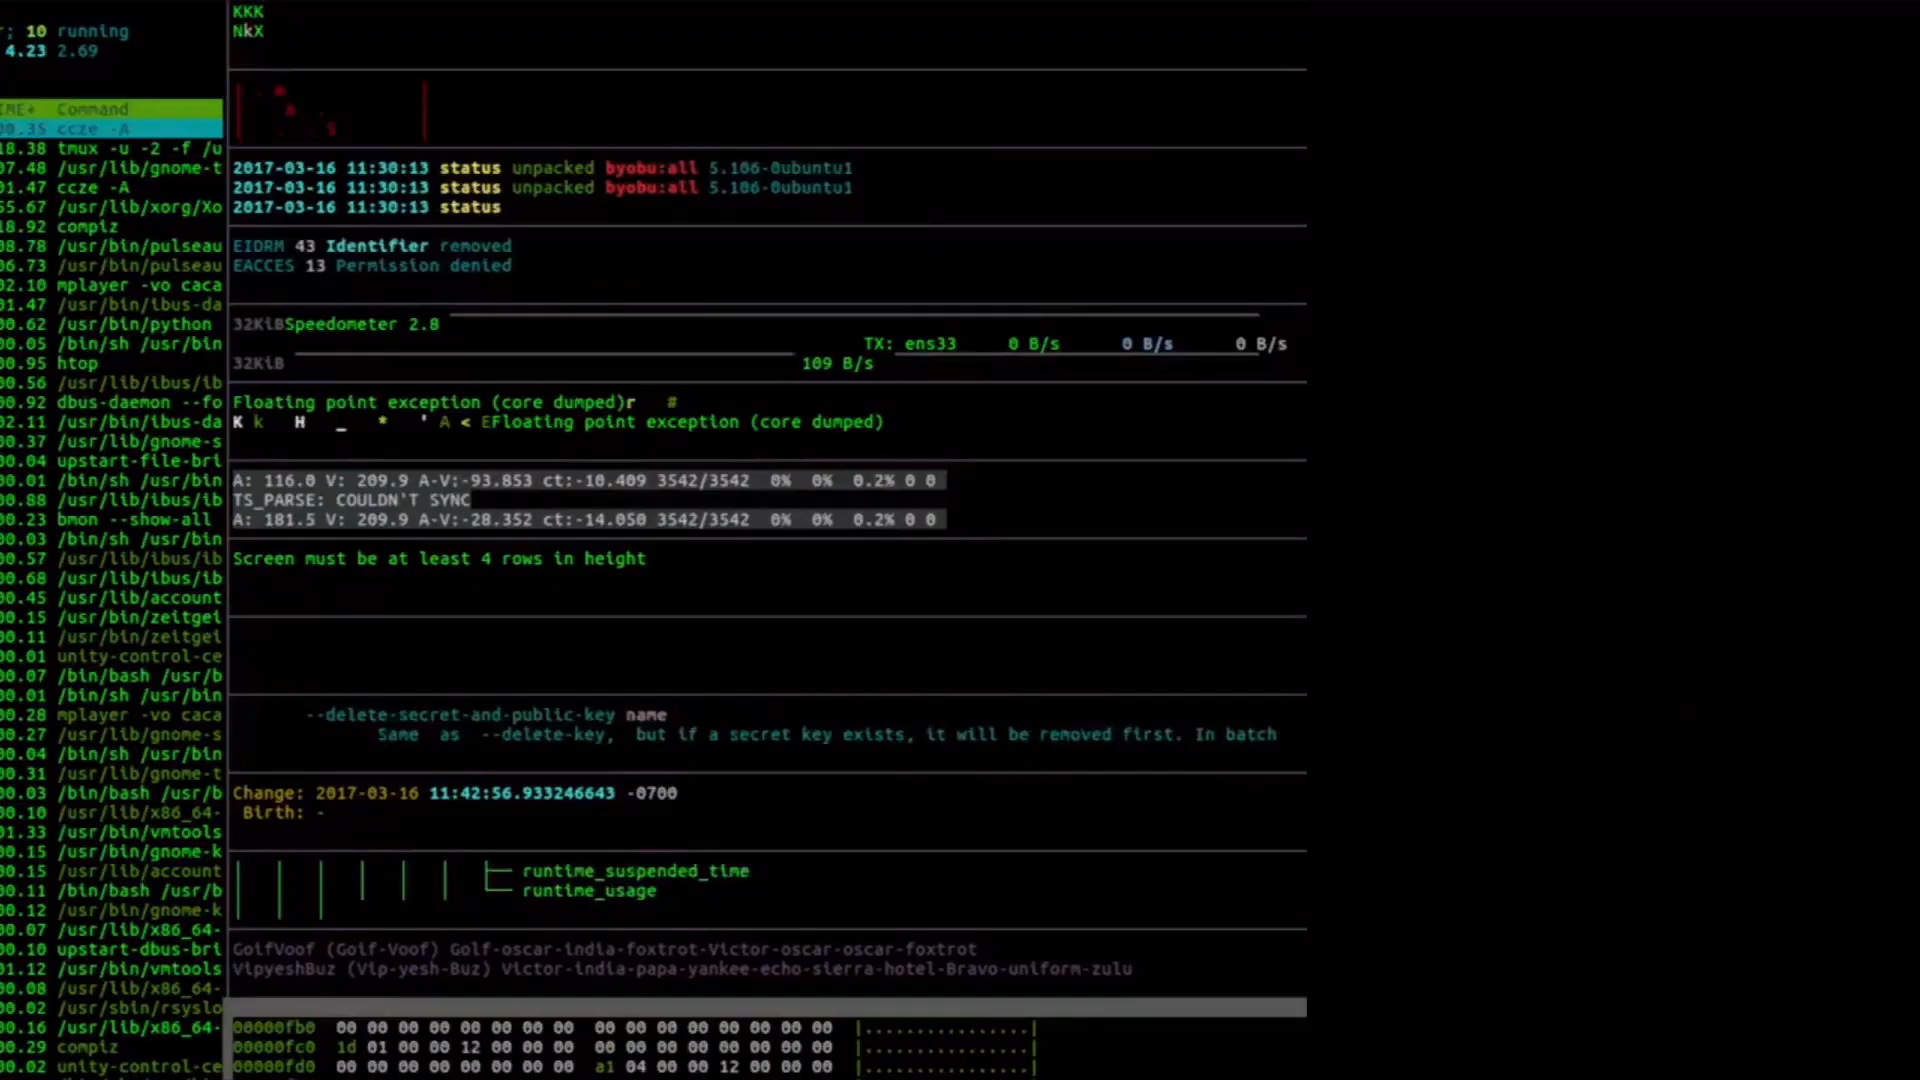 r; 10 running
4.23 2.69
IME+ Command
00.35 ccze -A
18.38 tmux -u -2 -f /u
07.48 /usr/lib/gnome-t
01.47 ccze -A
55.67 /usr/lib/xorg/Xo
18.92 compiz
08.78 /usr/bin/pulseau
06.73 /usr/bin/pulseau
02.10 mplayer -vo caca
01.47 /usr/bin/ibus-da
00.62 /usr/bin/python
00.05 /bin/sh /usr/bin
00.95 htop
00.56 /usr/lib/ibus/ib
00.92 dbus-daemon --fo
02.11 /usr/bin/ibus-da
00.37 /usr/lib/gnome-s
00.04 upstart-file-bri
00.01 /bin/sh /usr/bin
00.88 /usr/lib/ibus/ib
00.23 bmon --show-all
00.03 /bin/sh /usr/bin
00.57 /usr/lib/ibus/ib
00.68 /usr/lib/ibus/ib
00.45 /usr/lib/account
00.15 /usr/bin/zeitgei
00.11 /usr/bin/zeitgei
00.01 unity-control-ce
00.07 /bin/bash /usr/b
00.01 /bin/sh /usr/bin
00.28 mplayer -vo caca
00.27 /usr/lib/gnome-s
00.04 /bin/sh /usr/bin
00.31 /usr/lib/gnome-t
00.03 /bin/bash /usr/b
00.10 /usr/lib/x86_64-
01.33 /usr/bin/vmtools
00.15 /usr/bin/gnome-k
00.15 /usr/lib/account
00.11 /bin/bash /usr/b
00.12 /usr/bin/gnome-k
00.07 /usr/lib/x86_64-
00.10 upstart-dbus-bri
01.12 /usr/bin/vmtools
00.08 /usr/lib/x86_64-
00.02 /usr/sbin/rsyslo
00.16 /usr/lib/x86_64-
00.29 compiz
00.02 unity-control-ce
KKK
NkX
2017-03-16 11:30:13 status unpacked byobu:all 5.106-0ubuntu1
2017-03-16 11:30:13 status unpacked byobu:all 5.106-0ubuntu1
2017-03-16 11:30:13 status
EIDRM 43 Identifier removed
EACCES 13 Permission denied
32KiBSpeedometer 2.8
TX: ens33 0 B/s 0 B/s 0 B/s
32KiB 109 B/s
Floating point exception (core dumped)r #
K k H _ * ' A < EFloating point exception (core dumped)
A: 116.0 V: 209.9 A-V:-93.853 ct:-10.409 3542/3542 0% 0% 0.2% 0 0
TS_PARSE: COULDN'T SYNC
A: 181.5 V: 209.9 A-V:-28.352 ct:-14.050 3542/3542 0% 0% 0.2% 0 0
Screen must be at least 4 rows in height
--delete-secret-and-public-key name
Same as --delete-key, but if a secret key exists, it will be removed first. In batch
Change: 2017-03-16 11:42:56.933246643 -0700
Birth: -
runtime_suspended_time
runtime_usage
GoifVoof (Goif-Voof) Golf-oscar-india-foxtrot-Victor-oscar-oscar-foxtrot
VipyeshBuz (Vip-yesh-Buz) Victor-india-papa-yankee-echo-sierra-hotel-Bravo-uniform-zulu
00000fb0 00 00 00 00 00 00 00 00 00 00 00 00 00 00 00 00 |................|
00000fc0 1d 01 00 00 12 00 00 00 00 00 00 00 00 00 00 00 |................|
00000fd0 00 00 00 00 00 00 00 00 a1 04 00 00 12 00 00 00 |................|